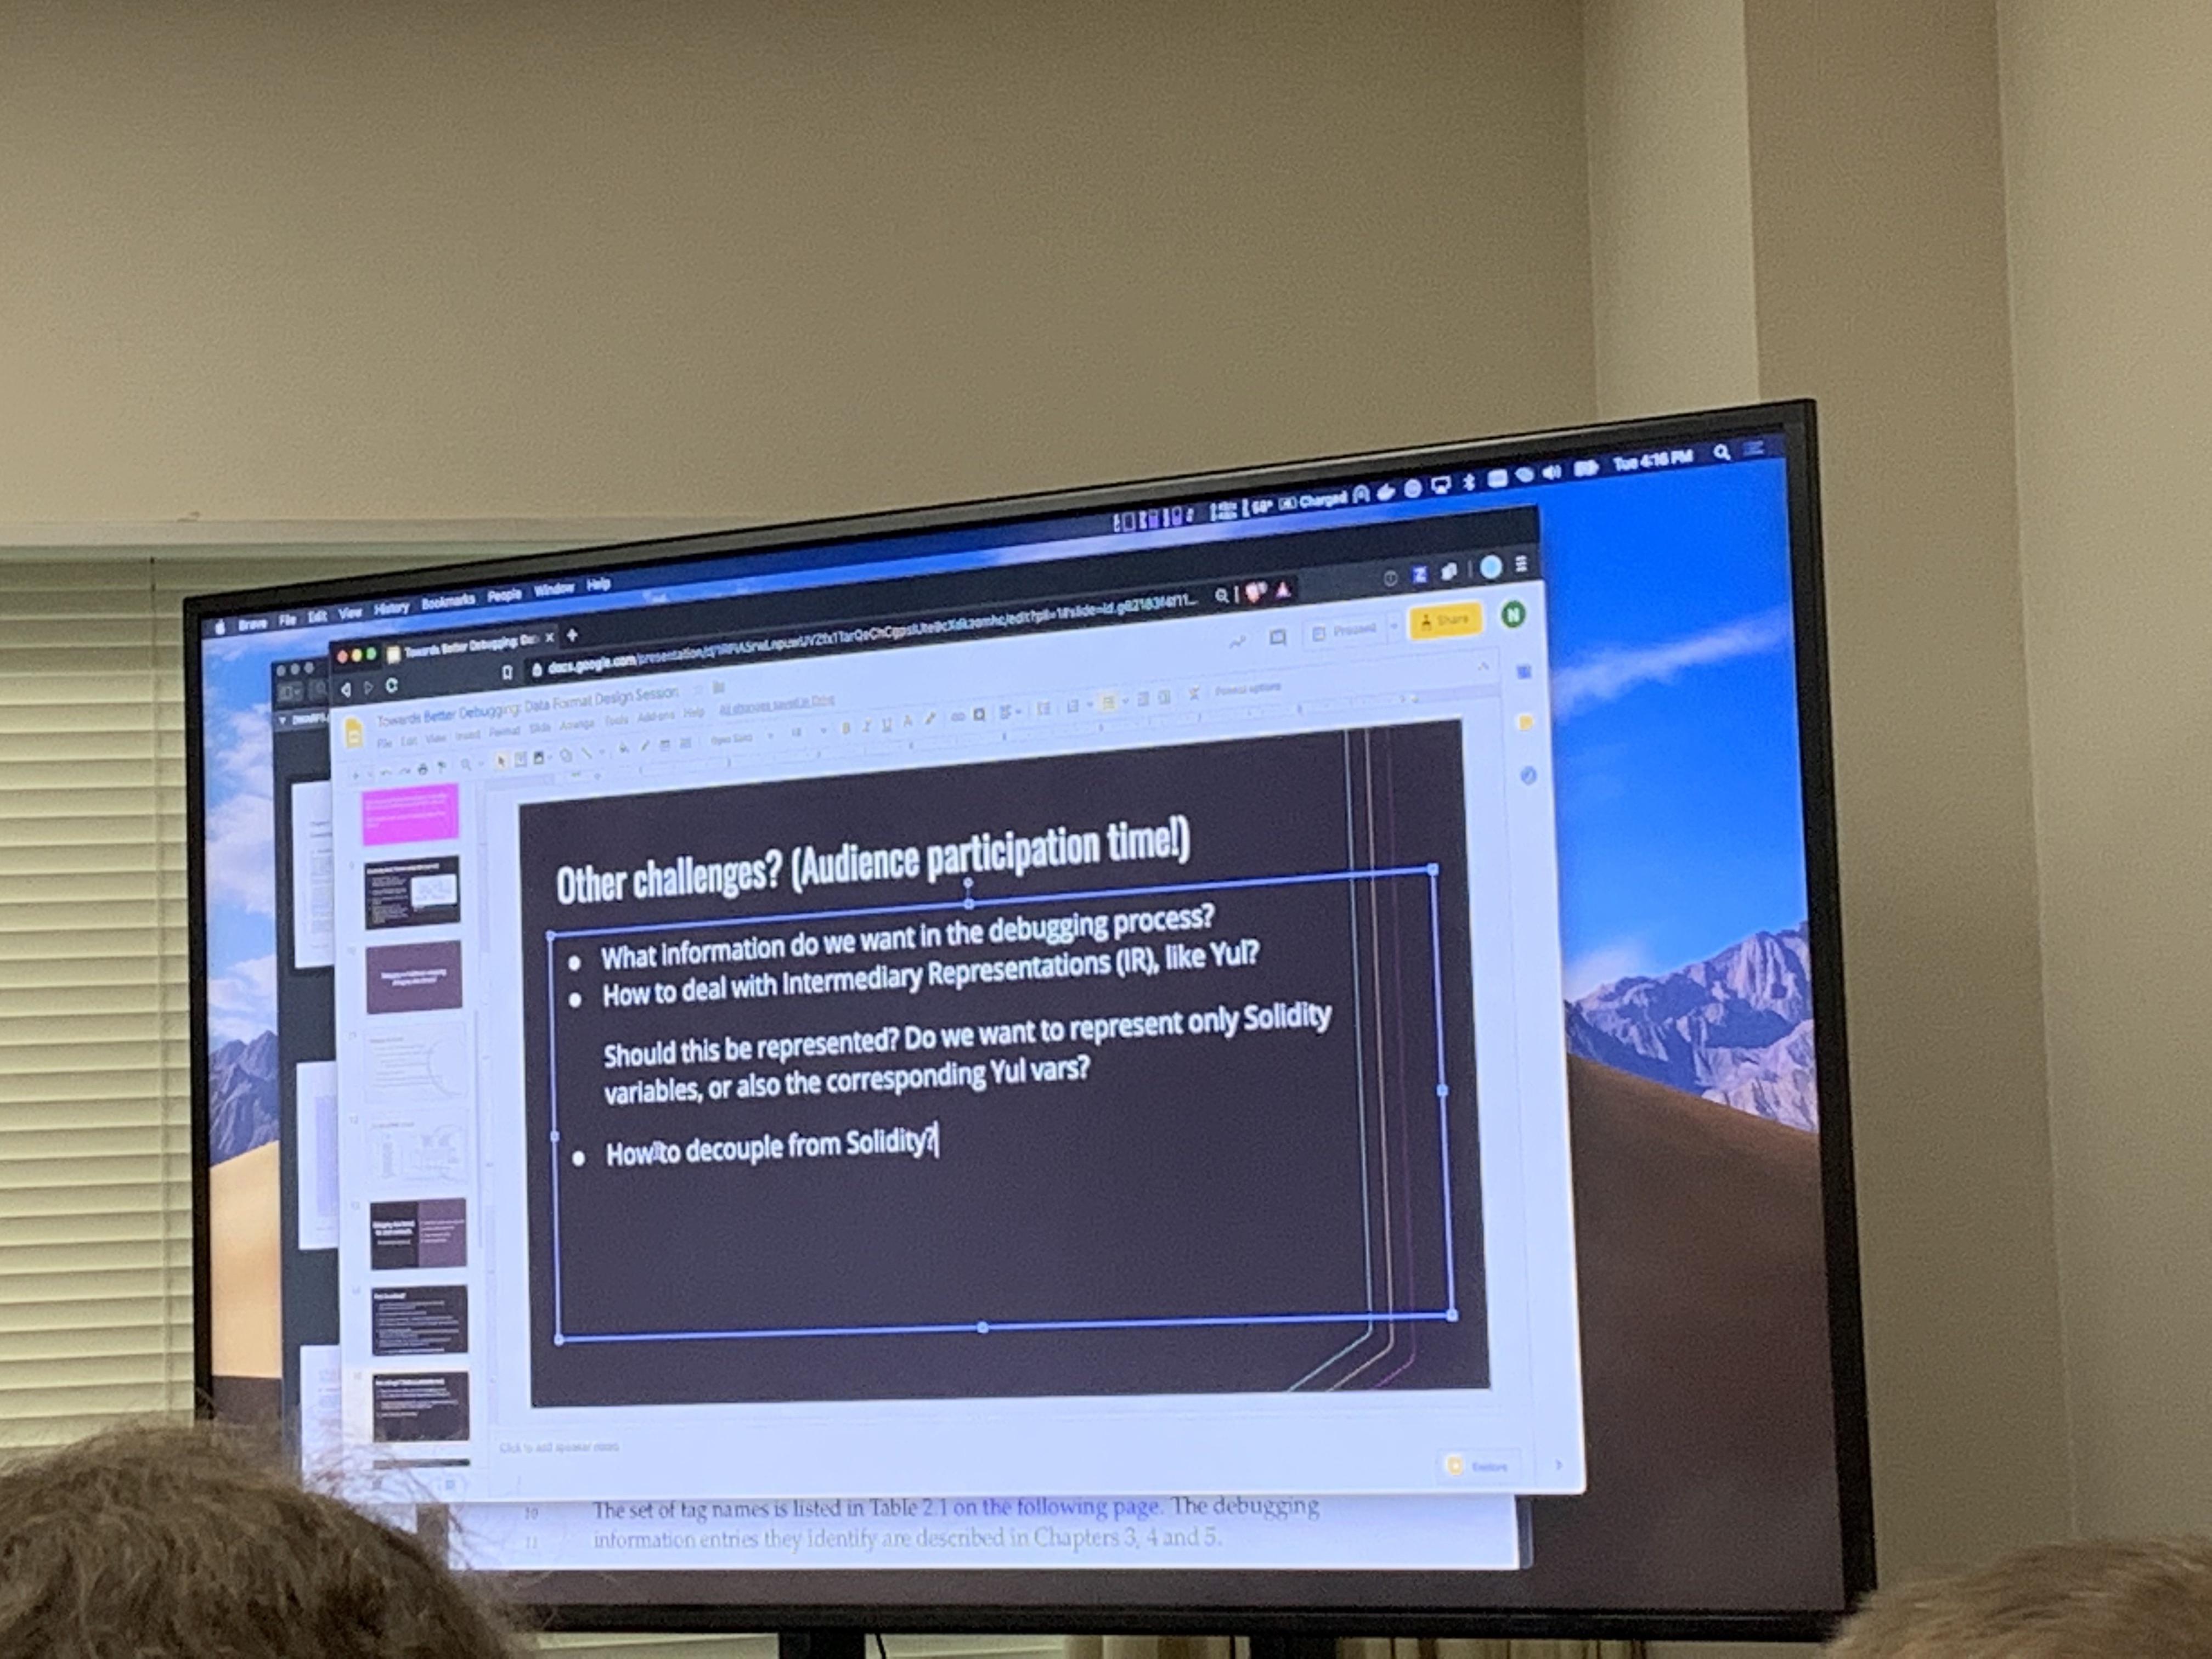 Brave File Edit View History Bookmarks People Window Help
68° Charged Tue 4:16 PM
Towards Better Debugging: Da
docs.google.com/presentation/d/
Towards Better Debugging: Data Format Design Session
File Edit View Insert Format Slide Arrange Tools Add-ons Help All changes saved in Drive
Share
N
Open Sans 18 Format options
Other challenges? (Audience participation time!)
● What information do we want in the debugging process?
● How to deal with Intermediary Representations (IR), like Yul?
Should this be represented? Do we want to represent only Solidity
variables, or also the corresponding Yul vars?
● How to decouple from Solidity?
Click to add speaker notes
Explore
10 The set of tag names is listed in Table 2.1 on the following page. The debugging
11 information entries they identify are described in Chapters 3, 4 and 5.